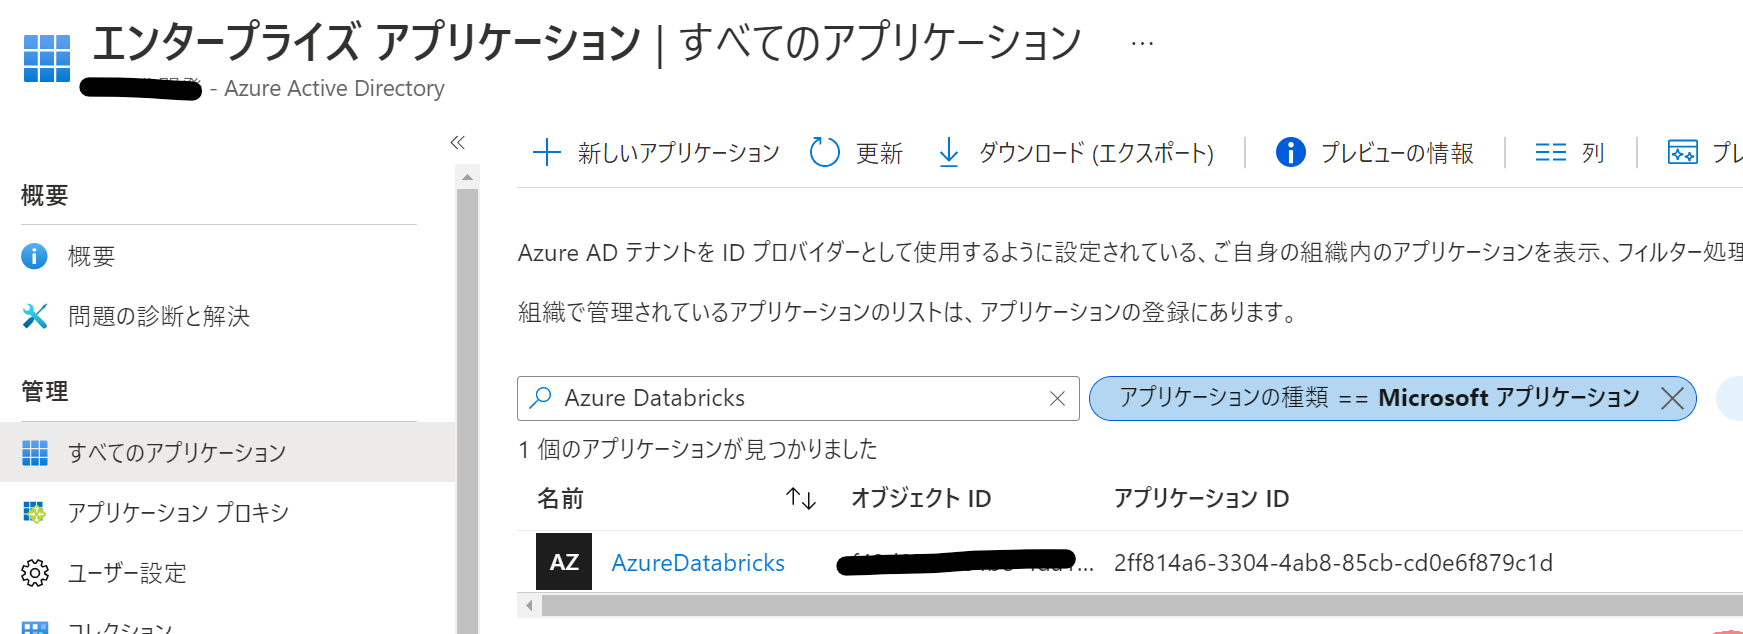 エンタープライズ アプリケーション | すべてのアプリケーション ...
- Azure Active Directory
概要
概要
問題の診断と解決
管理
すべてのアプリケーション
アプリケーション プロキシ
ユーザー設定
コレクション
新しいアプリケーション 更新 ダウンロード (エクスポート) プレビューの情報 列 プレ
Azure AD テナントを ID プロバイダーとして使用するように設定されている、ご自身の組織内のアプリケーションを表示、フィルター処理
組織で管理されているアプリケーションのリストは、アプリケーションの登録にあります。
Azure Databricks アプリケーションの種類 == Microsoft アプリケーション
1 個のアプリケーションが見つかりました
名前 オブジェクト ID アプリケーション ID
AZ AzureDatabricks ... 2ff814a6-3304-4ab8-85cb-cd0e6f879c1d